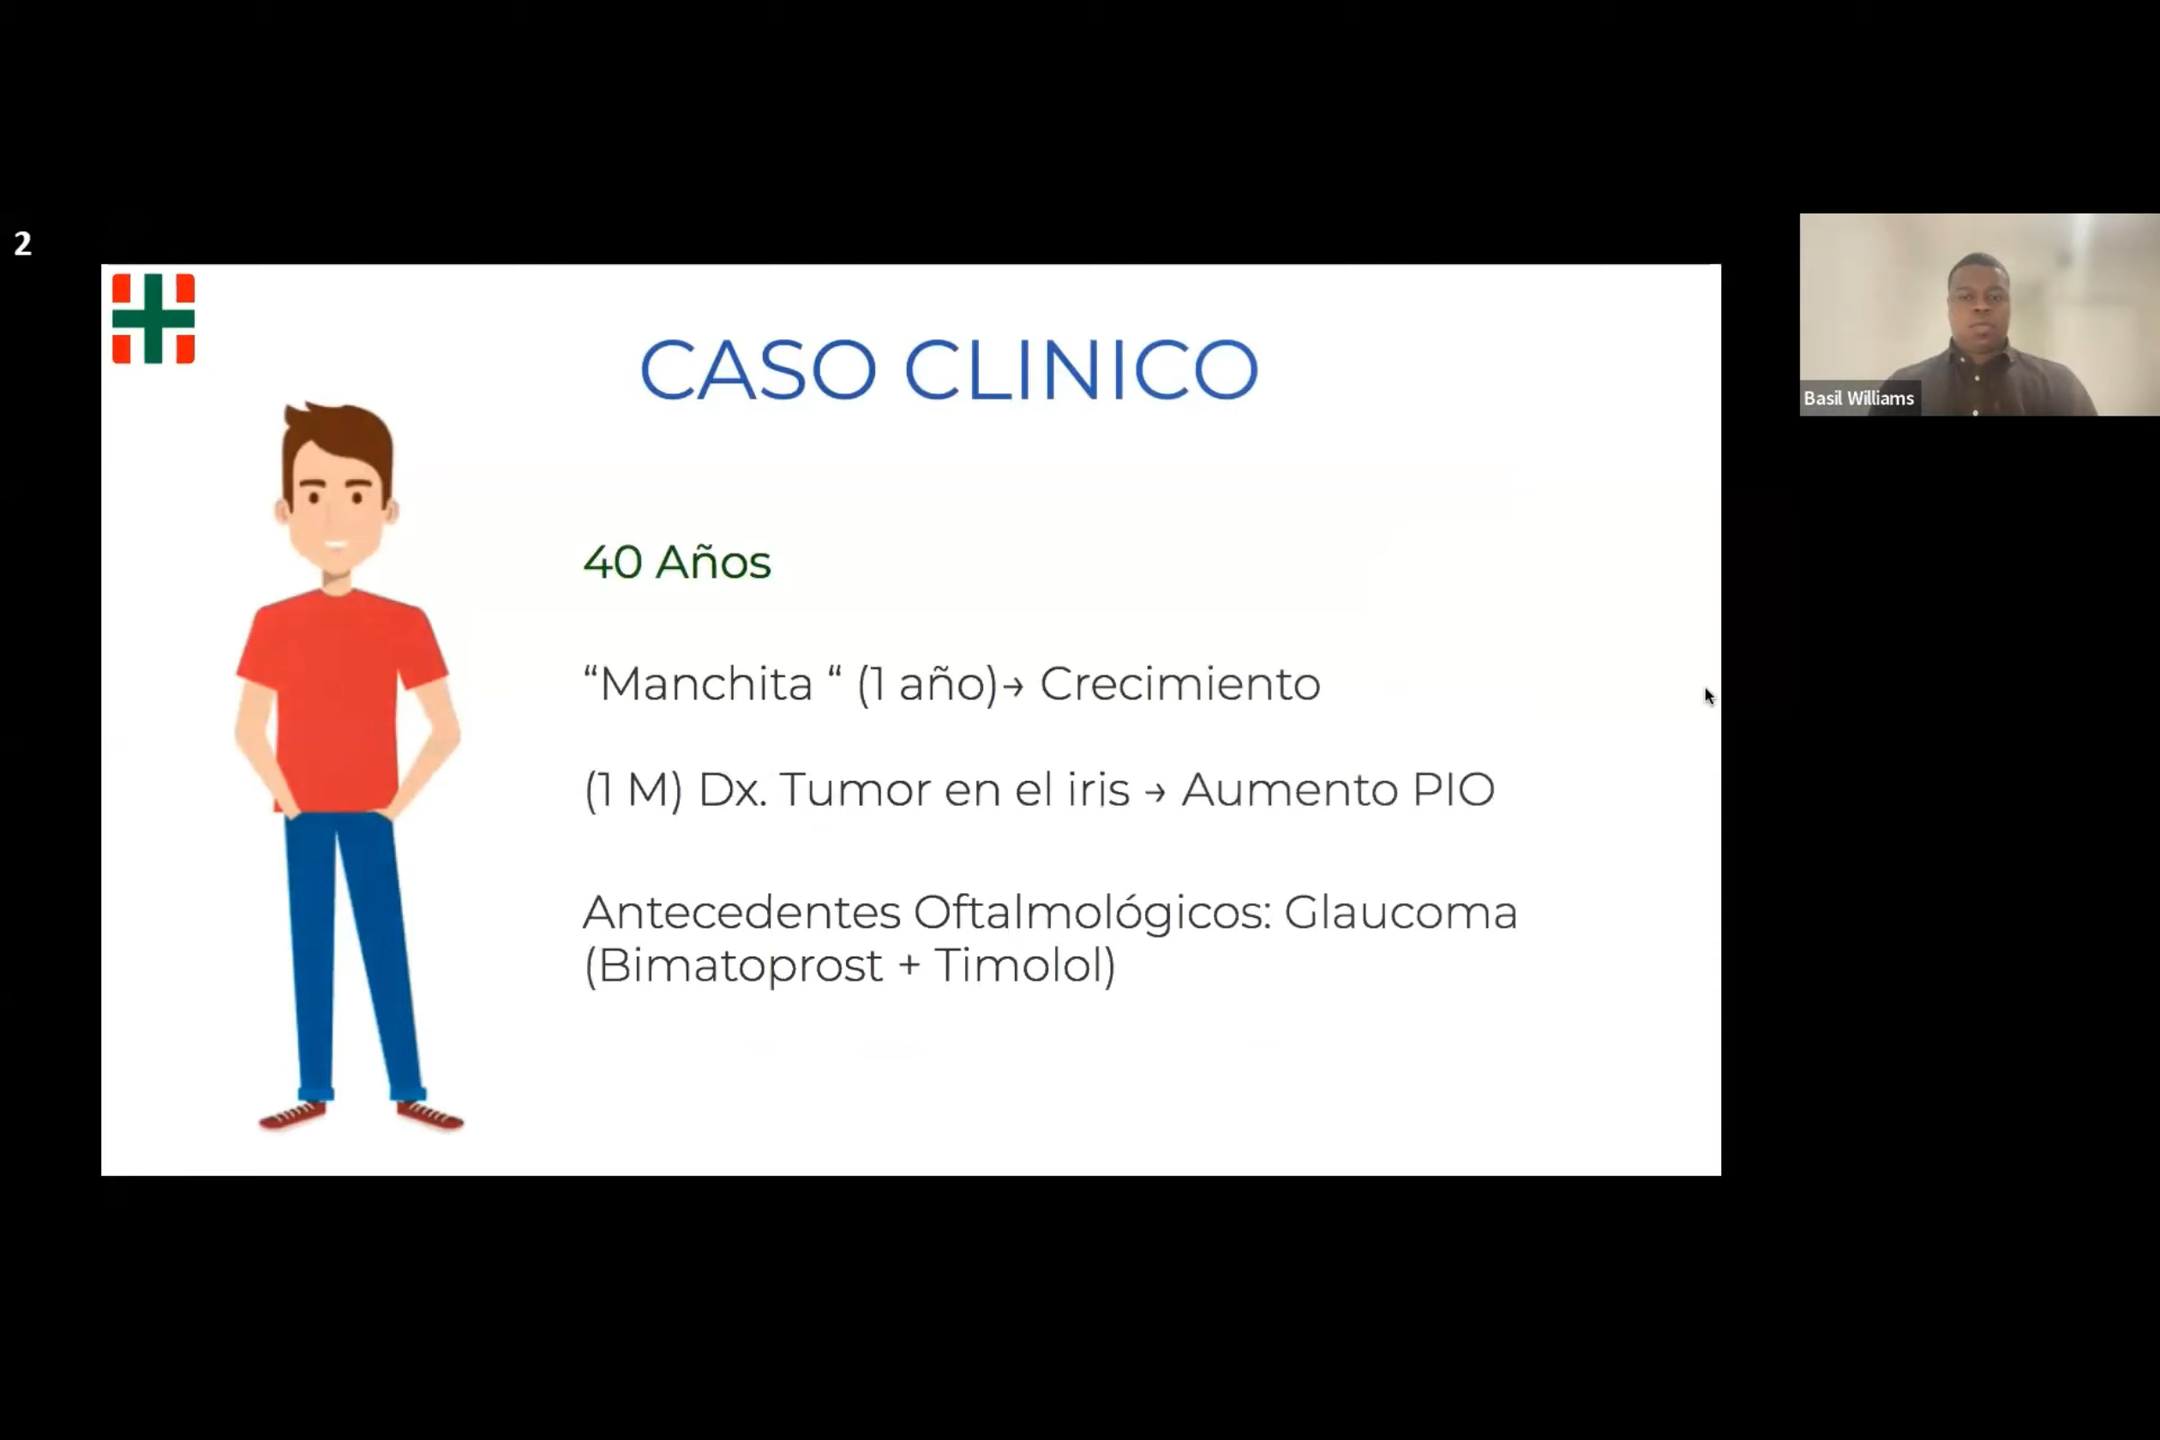 2
CASO CLINICO
40 Años
“Manchita “ (1 año)→ Crecimiento
(1 M) Dx. Tumor en el iris → Aumento PIO
Antecedentes Oftalmológicos: Glaucoma
(Bimatoprost + Timolol)
Basil Williams